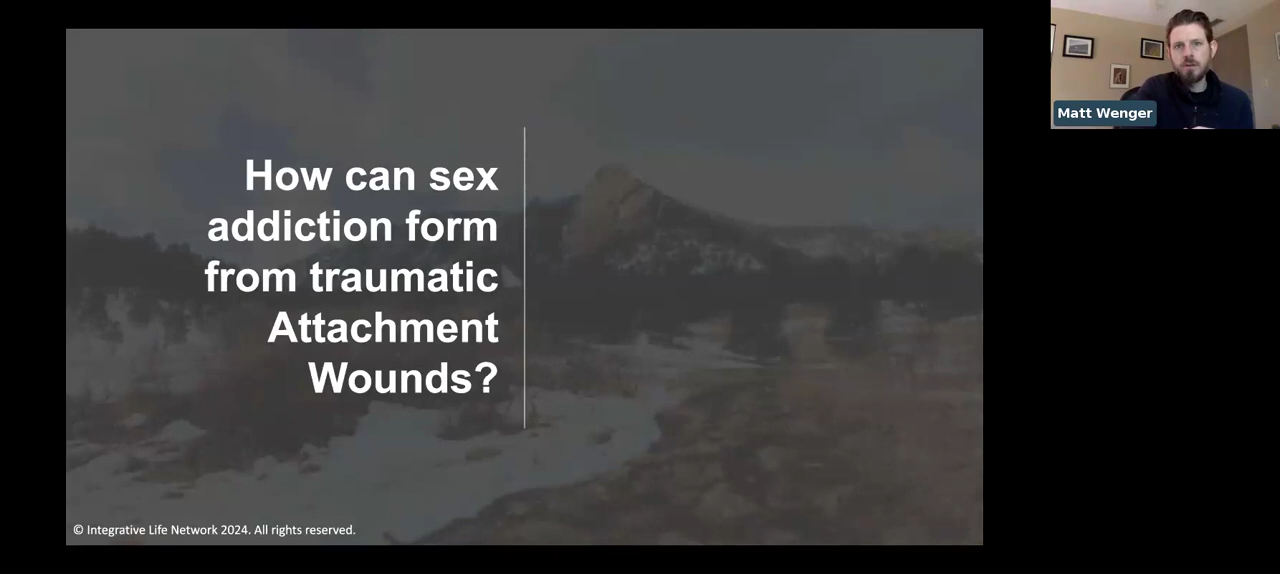 How can sex
addiction form
from traumatic
Attachment
Wounds?
© Integrative Life Network 2024. All rights reserved.
Matt Wenger